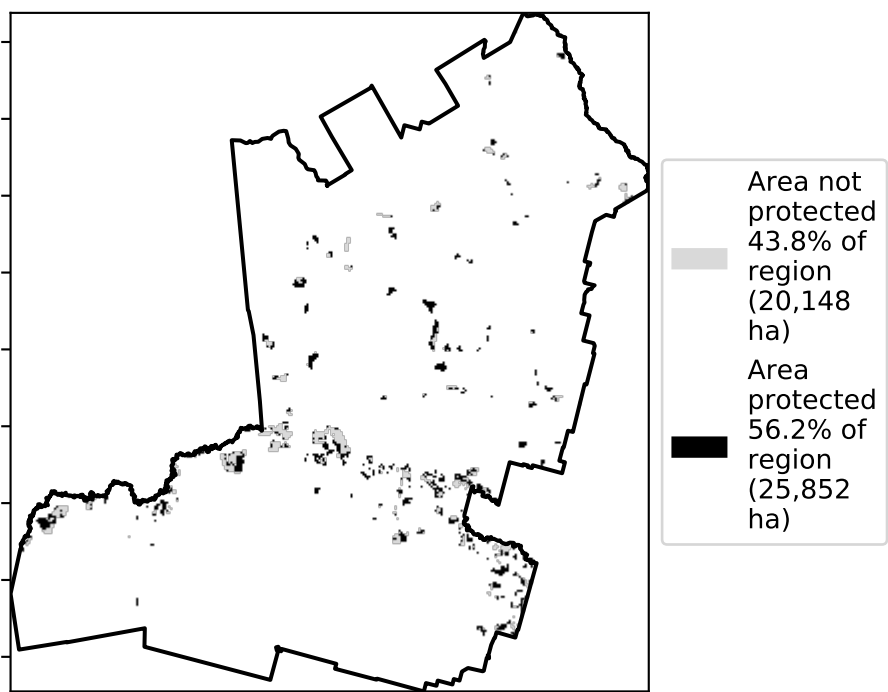 Area not
protected
43.8% of
region
(20,148
ha)
Area
protected
56.2% of
region
(25,852
ha)